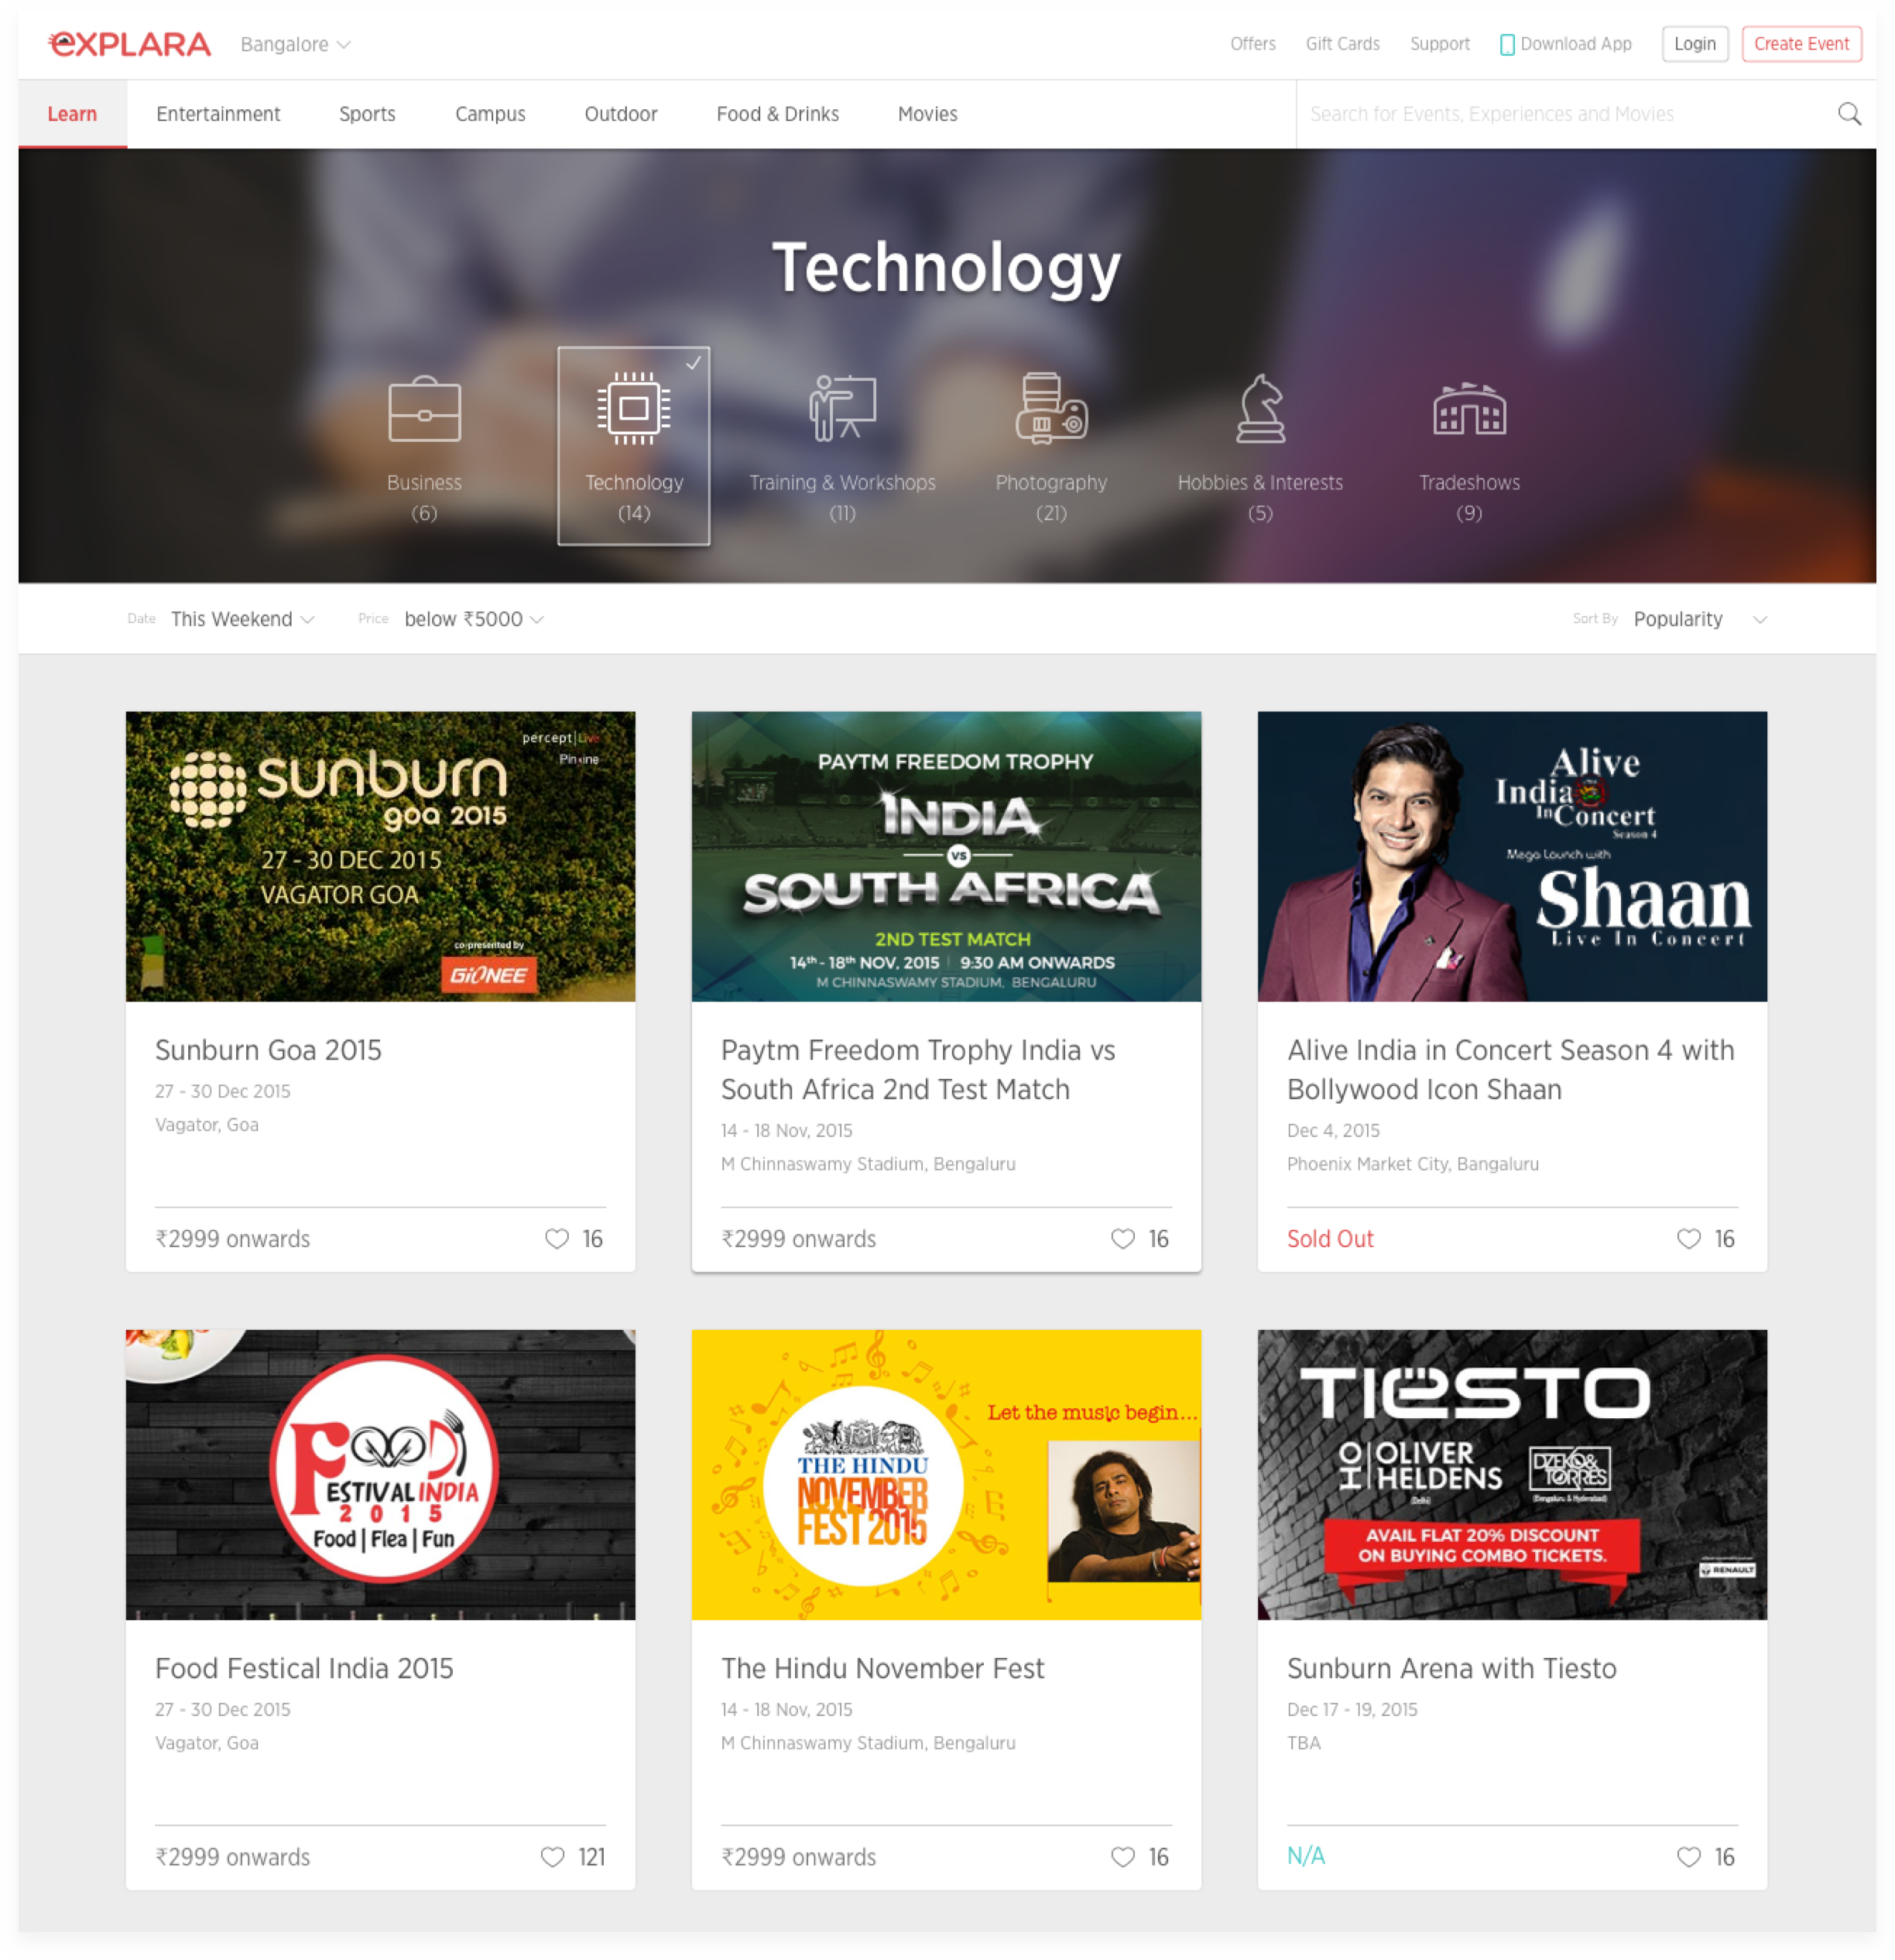 eXPLARA
Bangalore
Offers
Gift Cards
Support
Download App
Login
Create Event
Learn
Entertainment
Sports
Campus
Outdoor
Food & Drinks
Movies
Search for Events, Experiences and Movies
Technology
Business
(6)
Technology
(14)
Training & Workshops
(11)
Photography
(21)
Hobbies & Interests
(5)
Tradeshows
(9)
Date This Weekend
Price below ₹5000
Sort By Popularity
percept|Live
sunburn
goa 2015
27 - 30 DEC 2015
VAGATOR GOA
co-presented by
GiONEE
Sunburn Goa 2015
27 - 30 Dec 2015
Vagator, Goa
₹2999 onwards
16
PAYTM FREEDOM TROPHY
INDIA
VS
SOUTH AFRICA
2ND TEST MATCH
14th - 18th NOV, 2015 | 9:30 AM ONWARDS
M CHINNASWAMY STADIUM, BENGALURU
Paytm Freedom Trophy India vs
South Africa 2nd Test Match
14 - 18 Nov, 2015
M Chinnaswamy Stadium, Bengaluru
₹2999 onwards
16
Alive
India
In Concert
Season 4
Mega Launch with
Shaan
Live In Concert
Alive India in Concert Season 4 with
Bollywood Icon Shaan
Dec 4, 2015
Phoenix Market City, Bangaluru
Sold Out
16
FOOD
FESTIVAL INDIA
2015
Food | Flea | Fun
Food Festical India 2015
27 - 30 Dec 2015
Vagator, Goa
₹2999 onwards
121
Let the music begin...
THE HINDU
NOVEMBER
FEST 2015
The Hindu November Fest
14 - 18 Nov, 2015
M Chinnaswamy Stadium, Bengaluru
₹2999 onwards
16
TIËSTO
OLIVER
HELDENS
(Delhi)
DZEKO&
TORRES
(Bengaluru & Hyderabad)
AVAIL FLAT 20% DISCOUNT
ON BUYING COMBO TICKETS.
RENAULT
Sunburn Arena with Tiesto
Dec 17 - 19, 2015
TBA
N/A
16